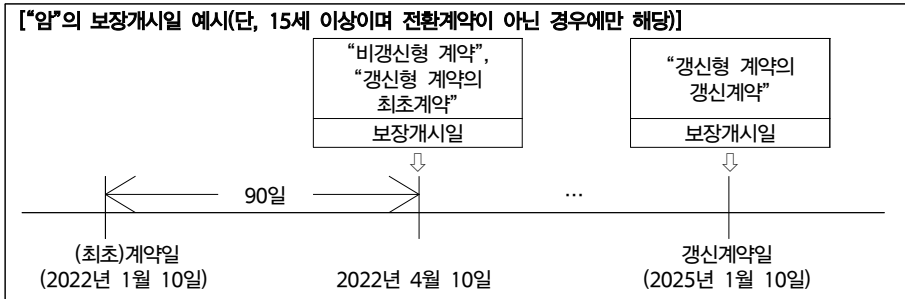 [“암”의 보장개시일 예시(단, 15세 이상이며 전환계약이 아닌 경우에만 해당)]
“비갱신형 계약”,
“갱신형 계약의
최초계약”
보장개시일
“갱신형 계약의
갱신계약”
보장개시일
90일
…
(최초)계약일
(2022년 1월 10일)
2022년 4월 10일
갱신계약일
(2025년 1월 10일)